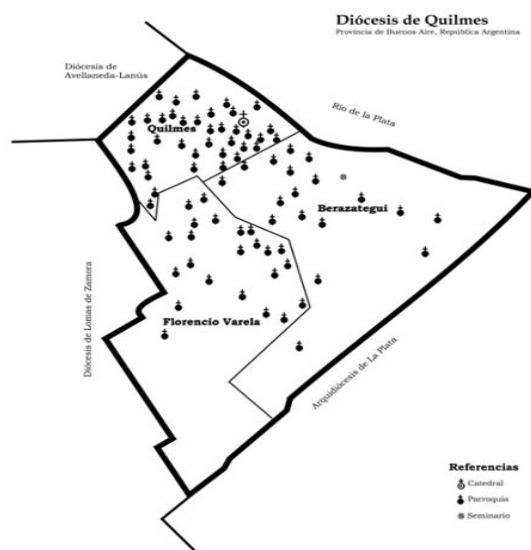 Diócesis de Quilmes
Provincia de Buenos Aire, República Argentina
Diócesis de
Avellaneda-Lanús
Río de la Plata
Quilmes
Berazategui
Diócesis de Lomas de Zamora
Florencio Varela
Arquidiócesis de La Plata
Referencias
Catedral
Parroquia
Seminario